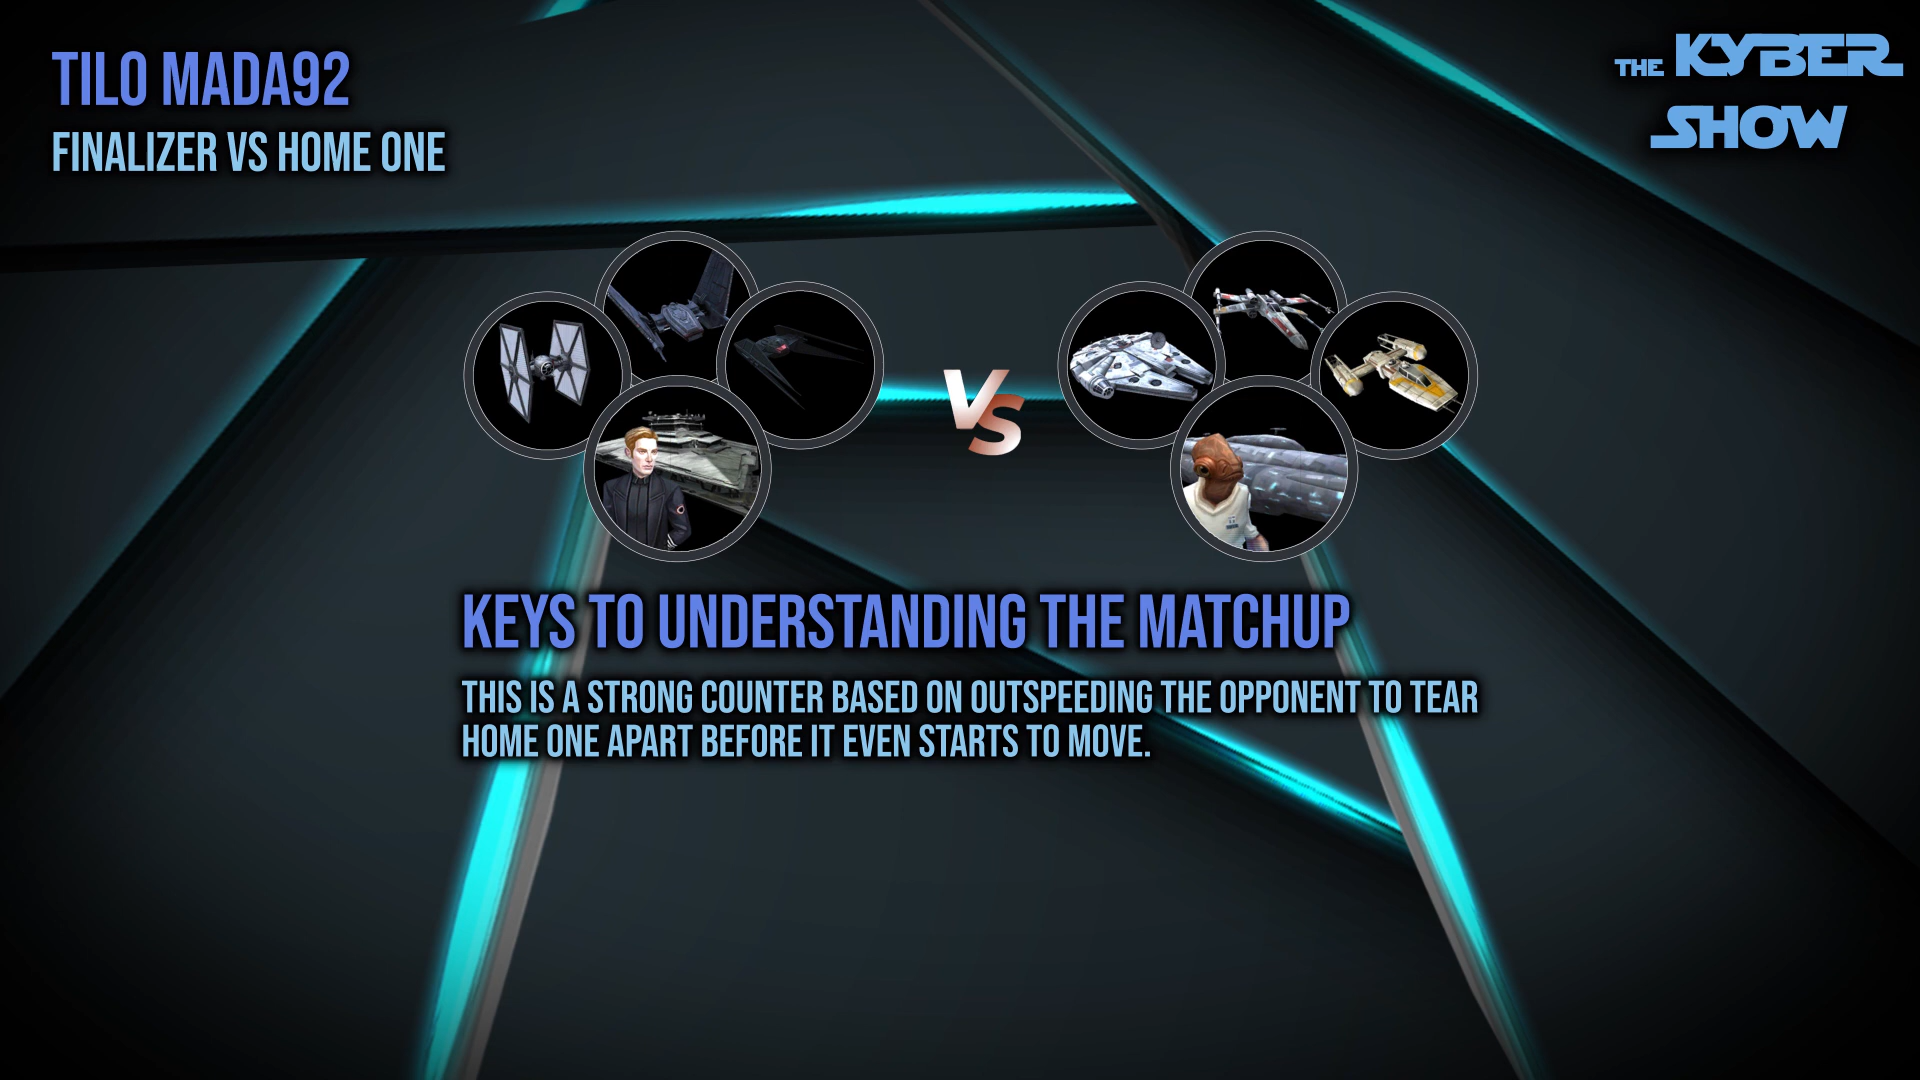 TILO MADA92
FINALIZER VS HOME ONE
THE KYBER
SHOW
VS
KEYS TO UNDERSTANDING THE MATCHUP
THIS IS A STRONG COUNTER BASED ON OUTSPEEDING THE OPPONENT TO TEAR
HOME ONE APART BEFORE IT EVEN STARTS TO MOVE.